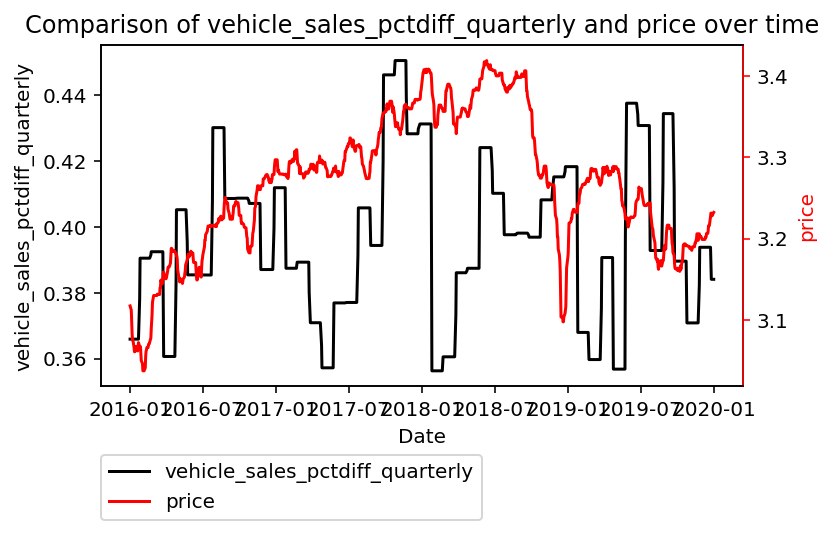 Comparison of vehicle_sales_pctdiff_quarterly and price over time
vehicle_sales_pctdiff_quarterly
0.44
0.42
0.40
0.38
0.36
3.4
3.3
3.2
3.1
price
2016-01 2016-07 2017-01 2017-07 2018-01 2018-07 2019-01 2019-07 2020-01
Date
vehicle_sales_pctdiff_quarterly
price